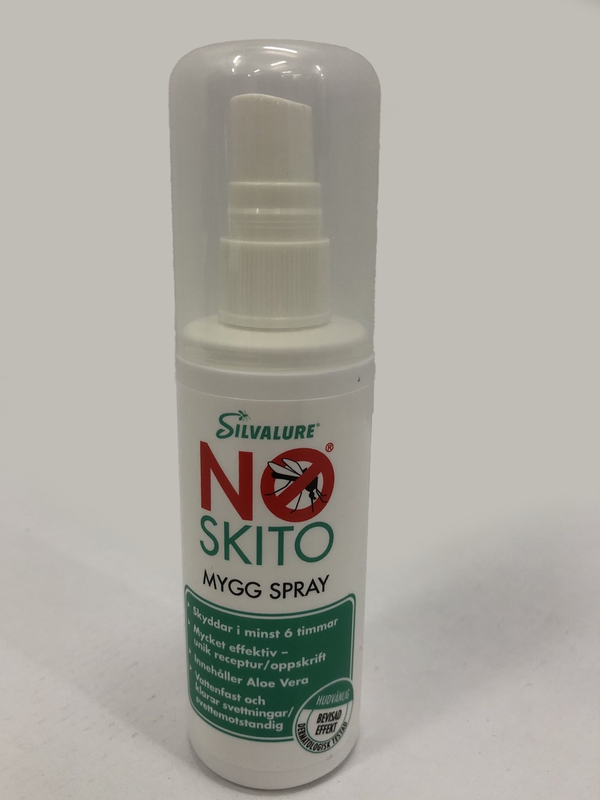 SILVALURE®
NO®
SKITO
MYGG SPRAY
Skyddar i minst 6 timmar
Mycket effektiv –
unik receptur/oppskrift
Innehåller Aloe Vera
Vattenfast och
klarar svettningar/
svettemotstandig
HUDVÄNLIG
BEVISAD
EFFEKT
DERMATOLOGISK TESTAD